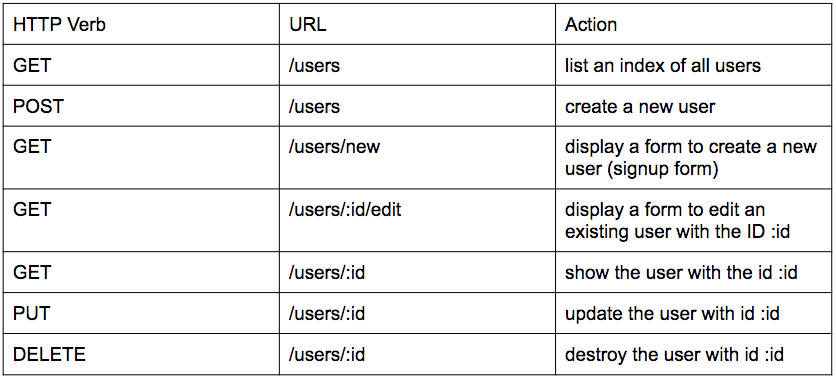 HTTP Verb URL Action
GET /users list an index of all users
POST /users create a new user
GET /users/new display a form to create a new
user (signup form)
GET /users/:id/edit display a form to edit an
existing user with the ID :id
GET /users/:id show the user with the id :id
PUT /users/:id update the user with id :id
DELETE /users/:id destroy the user with id :id